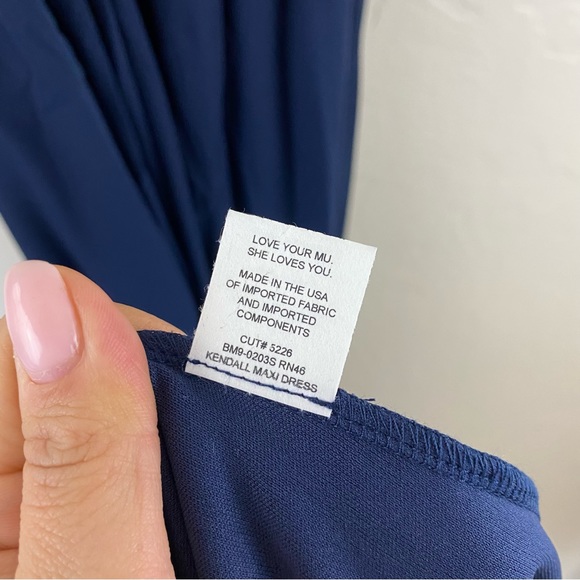 LOVE YOUR MU.
SHE LOVES YOU.
MADE IN THE USA
OF IMPORTED FABRIC
AND IMPORTED
COMPONENTS
CUT# 5226
BM9-0203S RN46
KENDALL MAXI DRESS